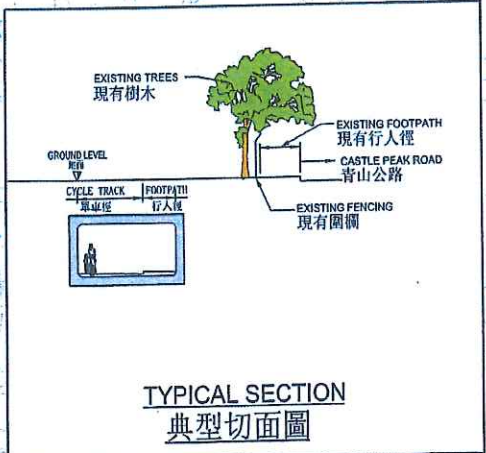 EXISTING TREES
現有樹木
EXISTING FOOTPATH
現有行人徑
CASTLE PEAK ROAD
青山公路
GROUND LEVEL
地面
CYCLE TRACK
單車徑
FOOTPATH
行人徑
EXISTING FENCING
現有圍欄
TYPICAL SECTION
典型切面圖